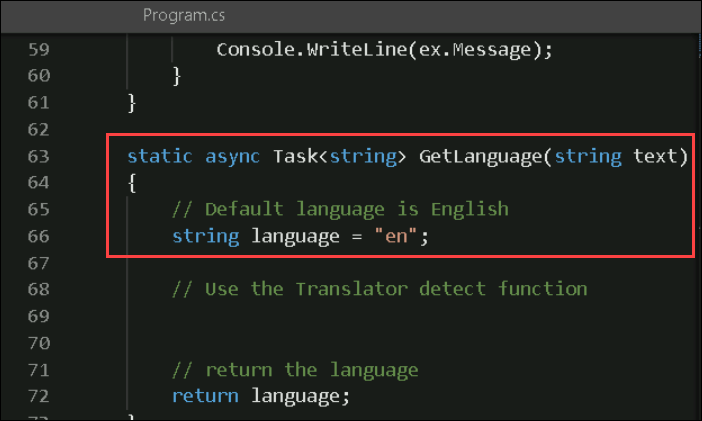 Program.cs
59 Console.WriteLine(ex.Message);
60 }
61 }
62
63 static async Task<string> GetLanguage(string text)
64 {
65 // Default language is English
66 string language = "en";
67
68 // Use the Translator detect function
69
70
71 // return the language
72 return language;
73 }